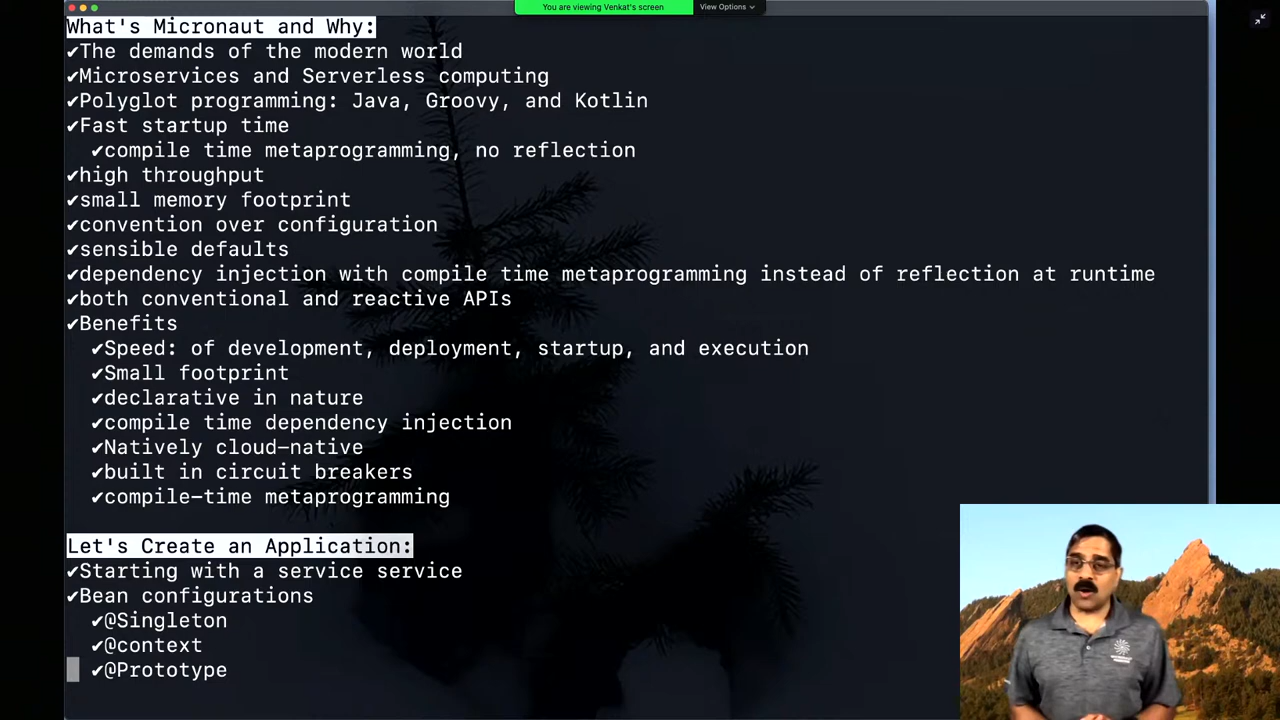 You are viewing Venkat's screen
View Options
What's Micronaut and Why:
✔The demands of the modern world
✔Microservices and Serverless computing
✔Polyglot programming: Java, Groovy, and Kotlin
✔Fast startup time
✔compile time metaprogramming, no reflection
✔high throughput
✔small memory footprint
✔convention over configuration
✔sensible defaults
✔dependency injection with compile time metaprogramming instead of reflection at runtime
✔both conventional and reactive APIs
✔Benefits
✔Speed: of development, deployment, startup, and execution
✔Small footprint
✔declarative in nature
✔compile time dependency injection
✔Natively cloud-native
✔built in circuit breakers
✔compile-time metaprogramming
Let's Create an Application:
✔Starting with a service service
✔Bean configurations
✔@Singleton
✔@context
✔@Prototype